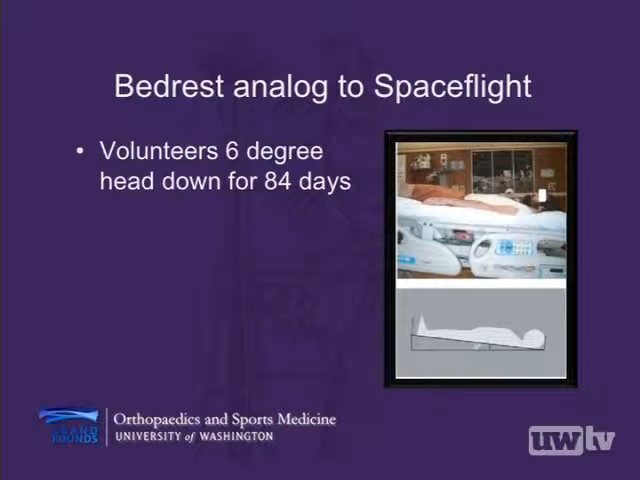 Bedrest analog to Spaceflight
• Volunteers 6 degree
head down for 84 days
GRAND
ROUNDS
Orthopaedics and Sports Medicine
UNIVERSITY of WASHINGTON
uwtv